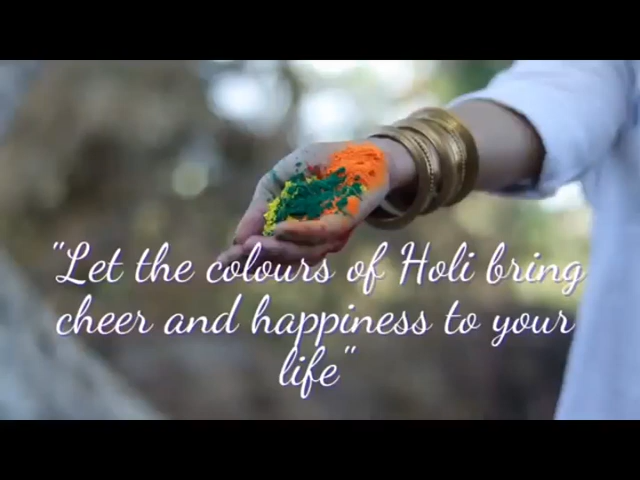 "Let the colours of Holi bring
cheer and happiness to your
life"